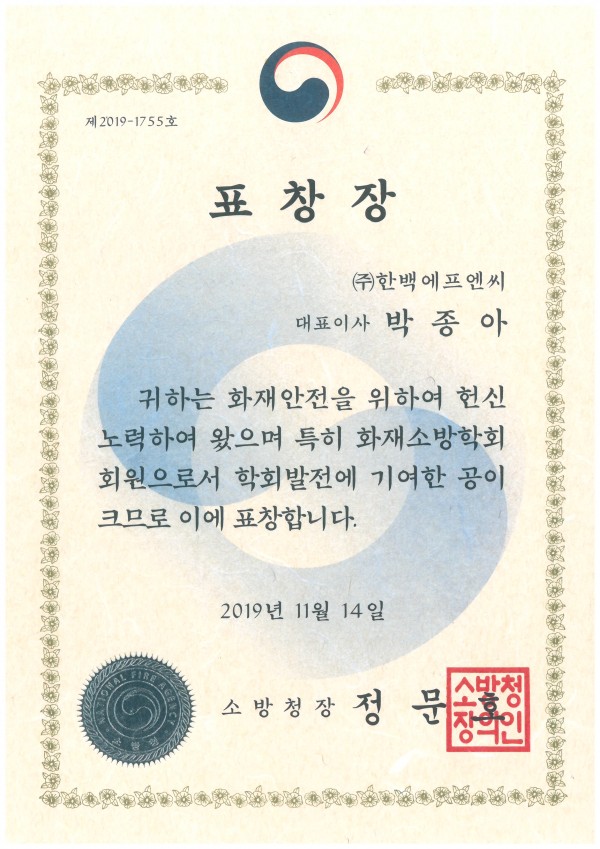 제2019-1755호
표창장
㈜한백에프엔씨
대표이사 박종아
귀하는 화재안전을 위하여 헌신
노력하여 왔으며 특히 화재소방학회
회원으로서 학회발전에 기여한 공이
크므로 이에 표창합니다.
2019년 11월 14일
소방청장 정문호
소방청
장의인
NATIONAL FIRE AGENCY